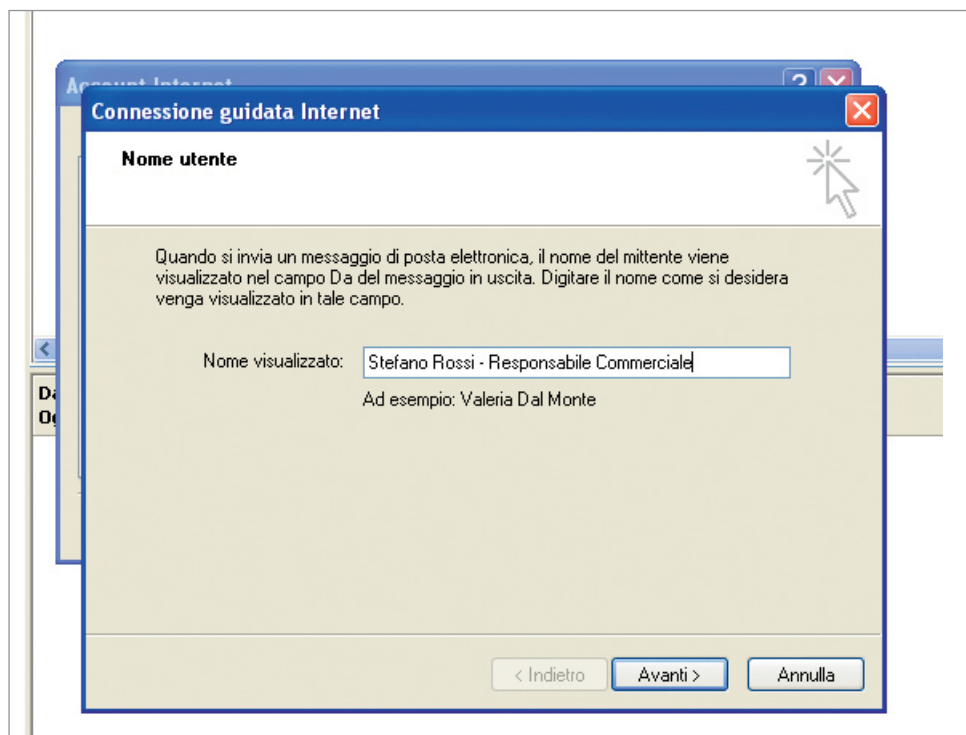 Account Internet
Connessione guidata Internet
Nome utente
Quando si invia un messaggio di posta elettronica, il nome del mittente viene
visualizzato nel campo Da del messaggio in uscita. Digitare il nome come si desidera
venga visualizzato in tale campo.
Nome visualizzato: Stefano Rossi - Responsabile Commerciale
Ad esempio: Valeria Dal Monte
< Indietro Avanti > Annulla